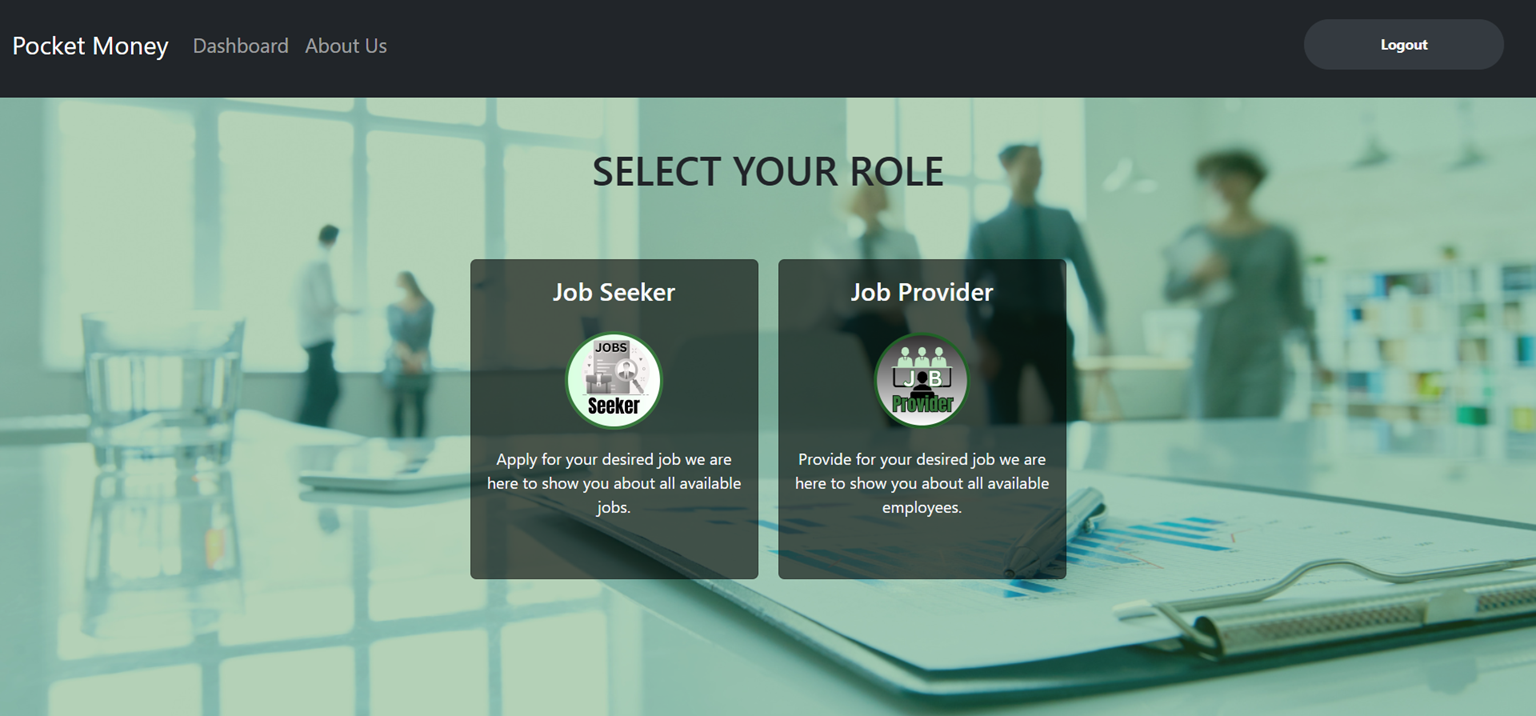 Pocket Money Dashboard About Us Logout
SELECT YOUR ROLE
Job Seeker
JOBS
Seeker
Apply for your desired job we are
here to show you about all available
jobs.
Job Provider
JOB
Provider
Provide for your desired job we are
here to show you about all available
employees.